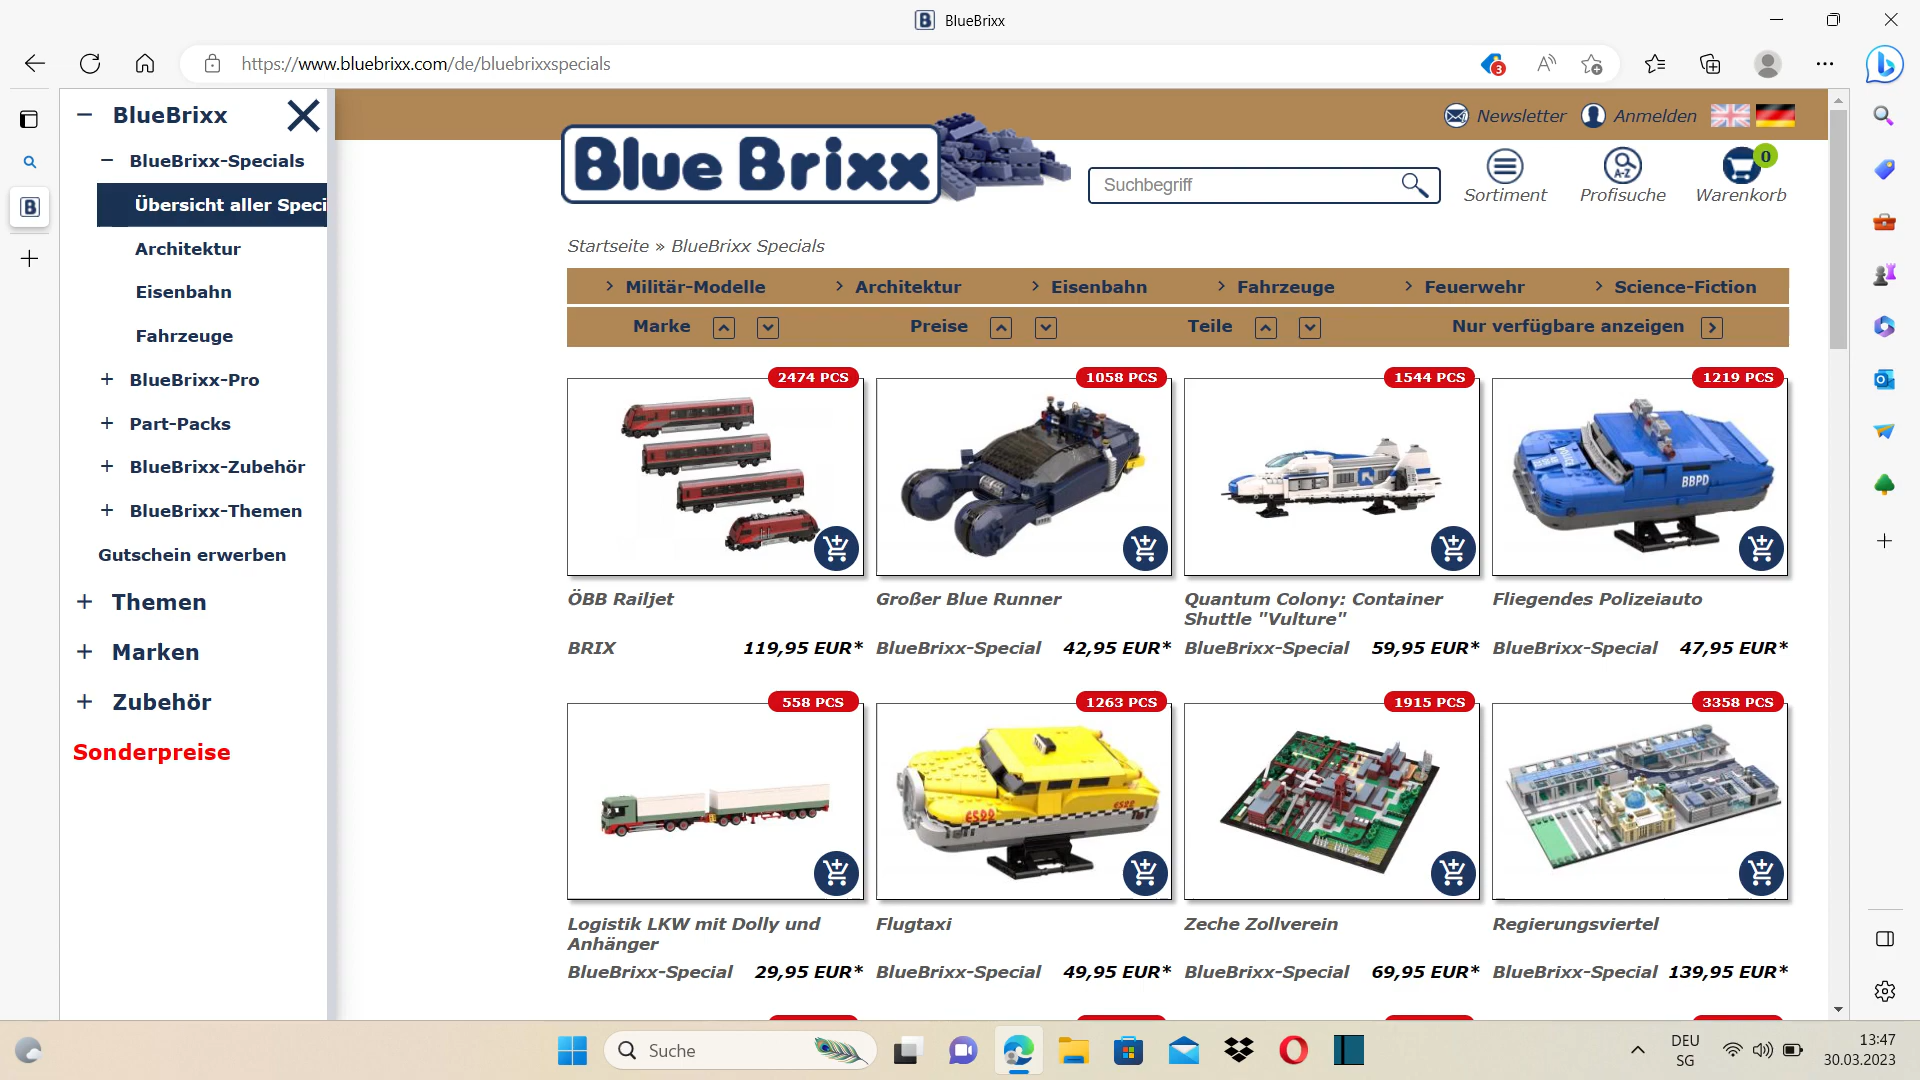 BlueBrixx
https://www.bluebrixx.com/de/bluebrixxspecials
3
BlueBrixx
BlueBrixx-Specials
Übersicht aller Speci
Architektur
Eisenbahn
Fahrzeuge
BlueBrixx-Pro
Part-Packs
BlueBrixx-Zubehör
BlueBrixx-Themen
Gutschein erwerben
Themen
Marken
Zubehör
Sonderpreise
Newsletter Anmelden
Blue Brixx
Suchbegriff
A-Z
0
Sortiment Profisuche Warenkorb
Startseite » BlueBrixx Specials
Militär-Modelle Architektur Eisenbahn Fahrzeuge Feuerwehr Science-Fiction
Marke Preise Teile Nur verfügbare anzeigen
2474 PCS 1058 PCS 1544 PCS 1219 PCS
POLICE
BBPD
ÖBB Railjet Großer Blue Runner Quantum Colony: Container Fliegendes Polizeiauto
Shuttle "Vulture"
BRIX 119,95 EUR* BlueBrixx-Special 42,95 EUR* BlueBrixx-Special 59,95 EUR* BlueBrixx-Special 47,95 EUR*
558 PCS 1263 PCS 1915 PCS 3358 PCS
Logistik LKW mit Dolly und Flugtaxi Zeche Zollverein Regierungsviertel
Anhänger
BlueBrixx-Special 29,95 EUR* BlueBrixx-Special 49,95 EUR* BlueBrixx-Special 69,95 EUR* BlueBrixx-Special 139,95 EUR*
Suche
DEU 13:47
SG 30.03.2023